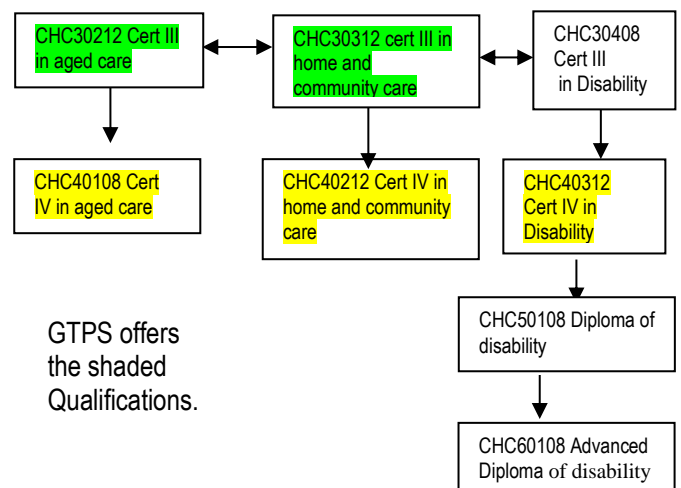 CHC30212 Cert III
in aged care
CHC30312 cert III in
home and
community care
CHC30408
Cert III
in Disability
CHC40108 Cert
IV in aged care
CHC40212 Cert IV in
home and community
care
CHC40312
Cert IV in
Disability
GTPS offers
the shaded
Qualifications.
CHC50108 Diploma of
disability
CHC60108 Advanced
Diploma of disability